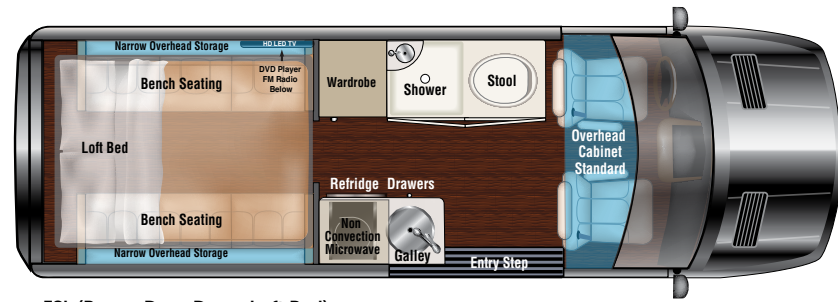 Narrow Overhead Storage
HD LED TV
DVD Player
FM Radio
Below
Bench Seating
Wardrobe
Shower
Stool
Loft Bed
Overhead
Cabinet
Standard
Refridge Drawers
Bench Seating
Non
Convection
Microwave
Galley
Narrow Overhead Storage
Entry Step